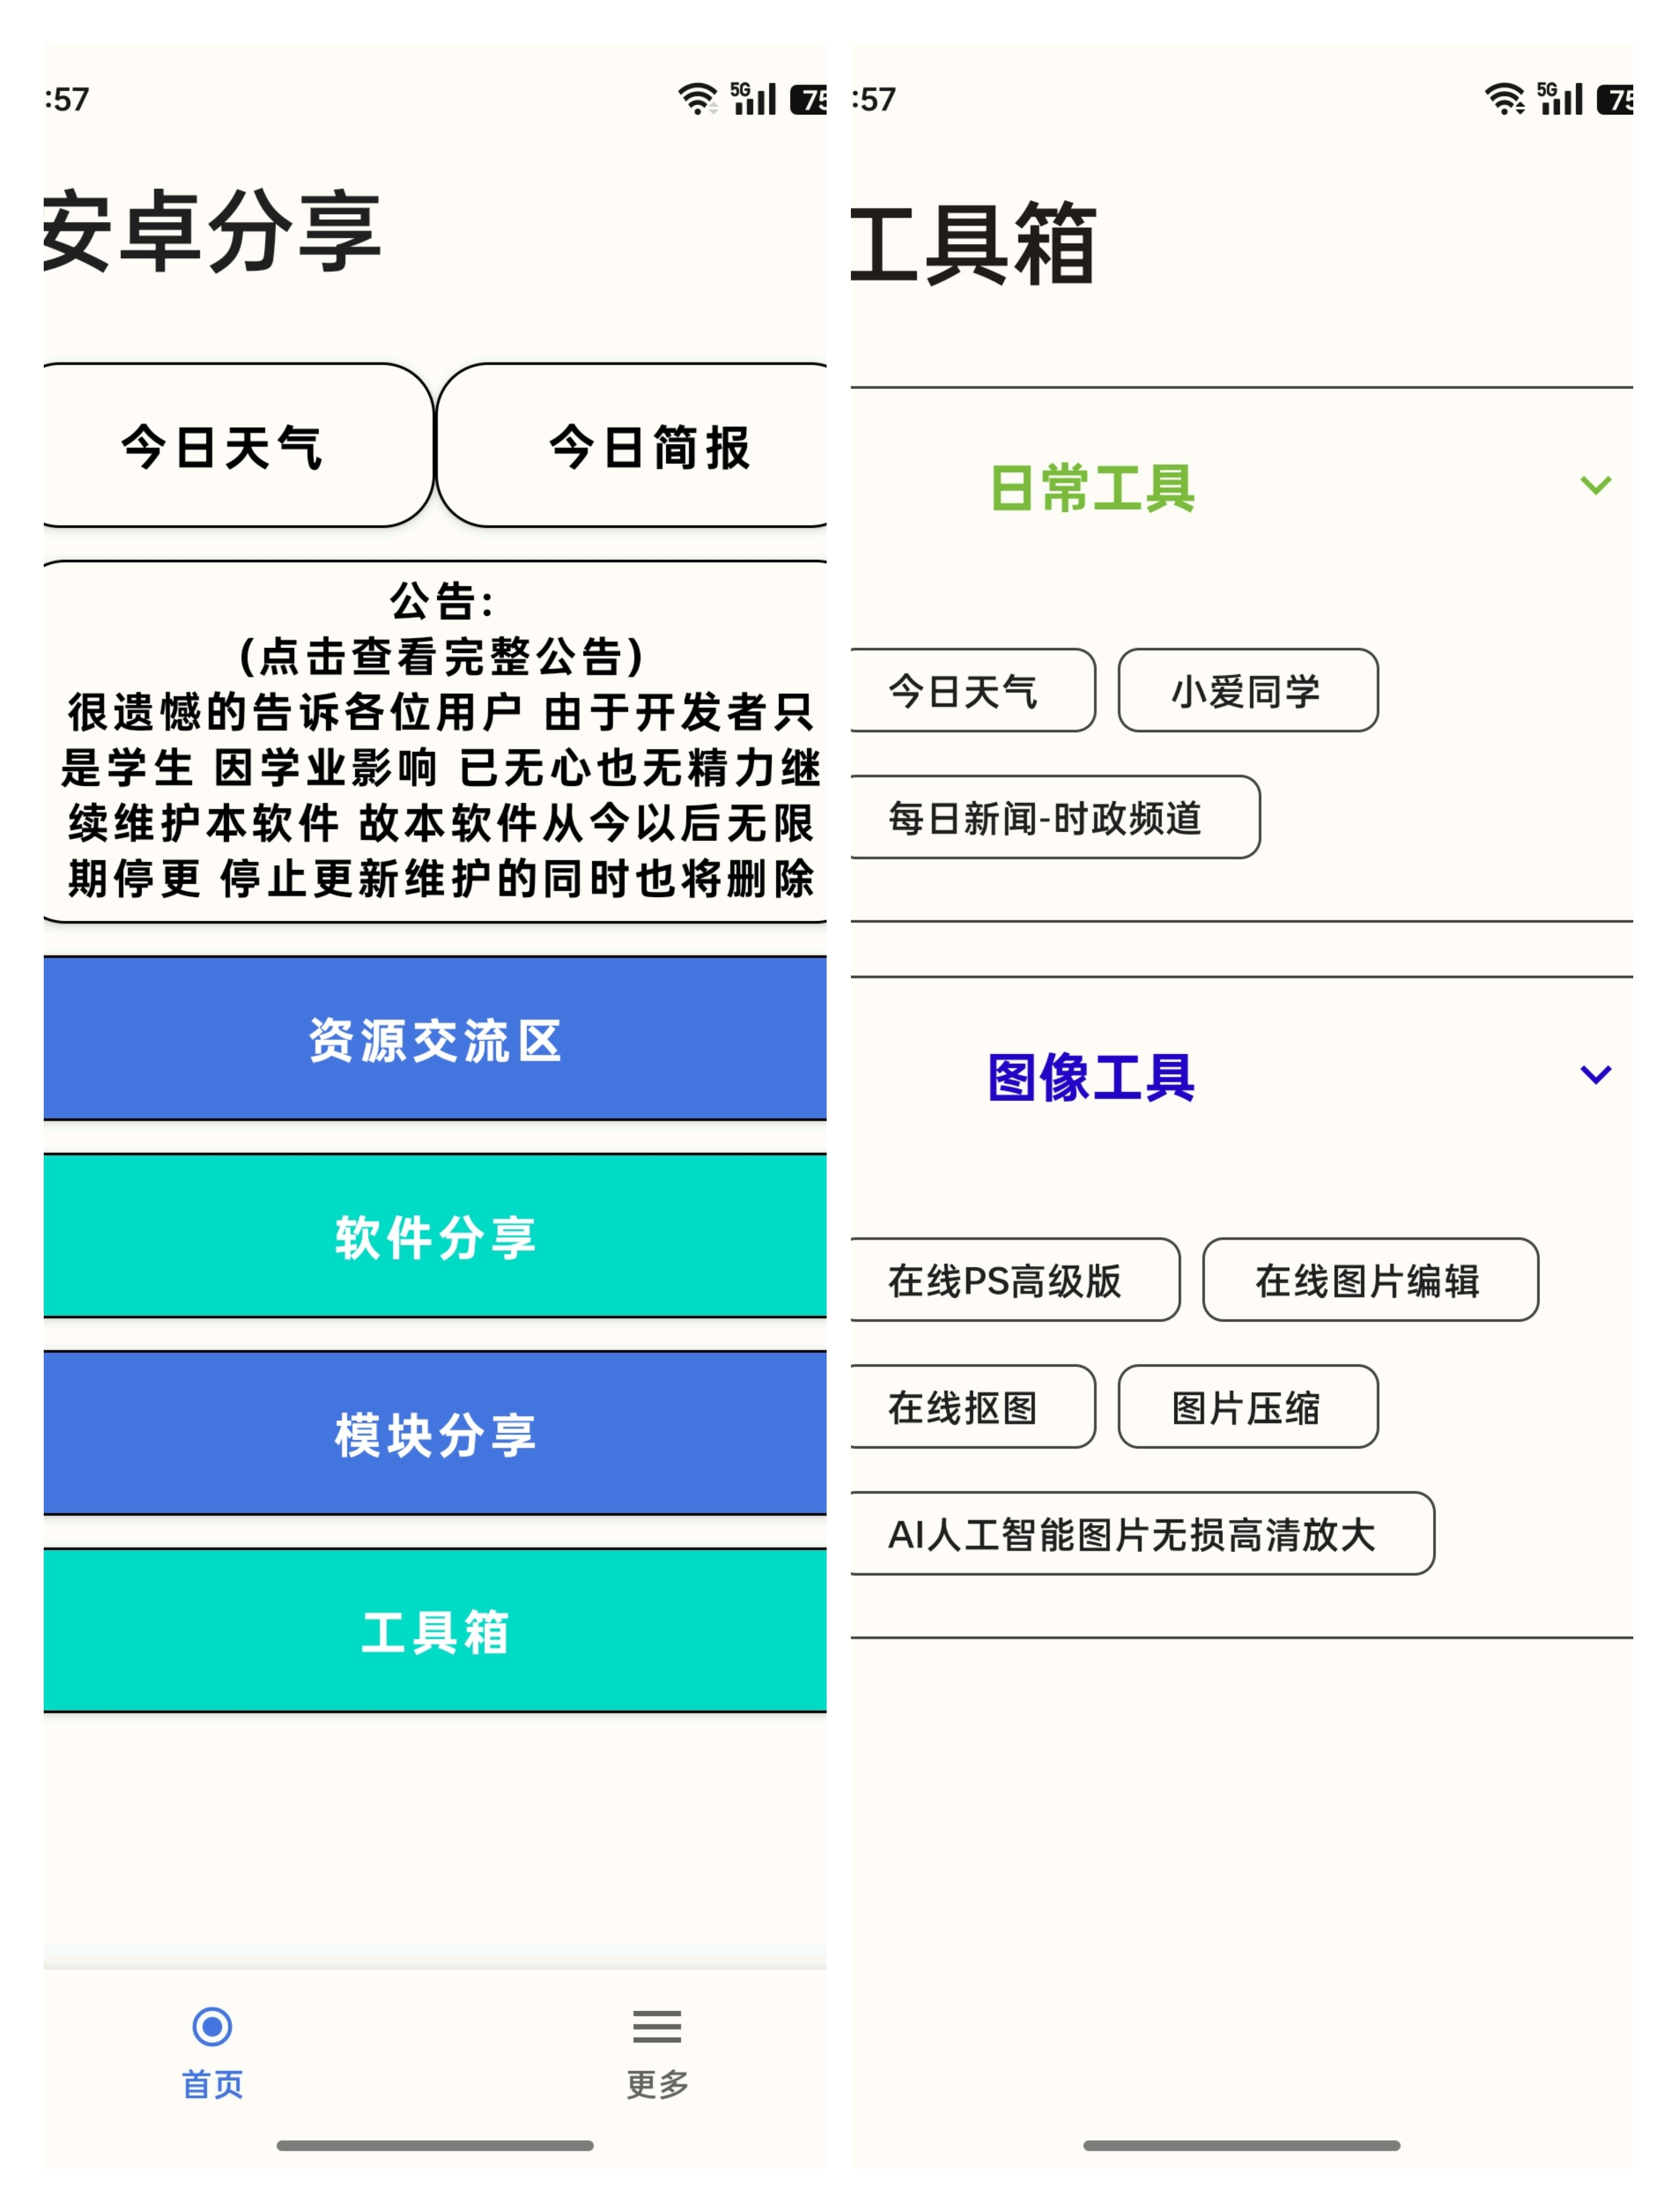 :57
5G
75
安卓分享
今日天气
今日简报
公告:
(点击查看完整公告)
很遗憾的告诉各位用户 由于开发者只
是学生 因学业影响 已无心也无精力继
续维护本软件 故本软件从今以后无限
期停更 停止更新维护的同时也将删除
资源交流区
软件分享
模块分享
工具箱
首页
更多
:57
5G
75
工具箱
日常工具
今日天气
小爱同学
每日新闻-时政频道
图像工具
在线PS高级版
在线图片编辑
在线抠图
图片压缩
AI人工智能图片无损高清放大